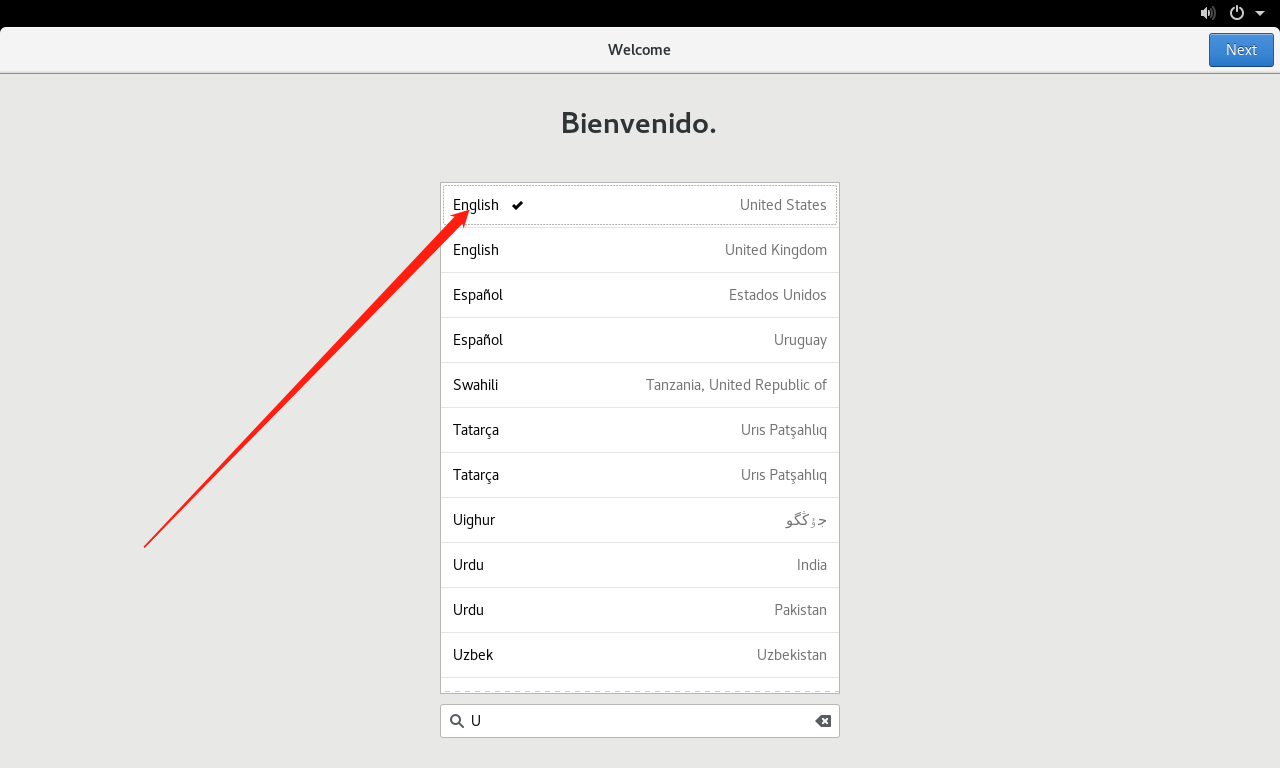 Welcome
Next
Bienvenido.
English United States
English United Kingdom
Español Estados Unidos
Español Uruguay
Swahili Tanzania, United Republic of
Tatarça Urıs Patşahlıq
Tatarça Urıs Patşahlıq
Uighur جۇڭگو
Urdu India
Urdu Pakistan
Uzbek Uzbekistan
U